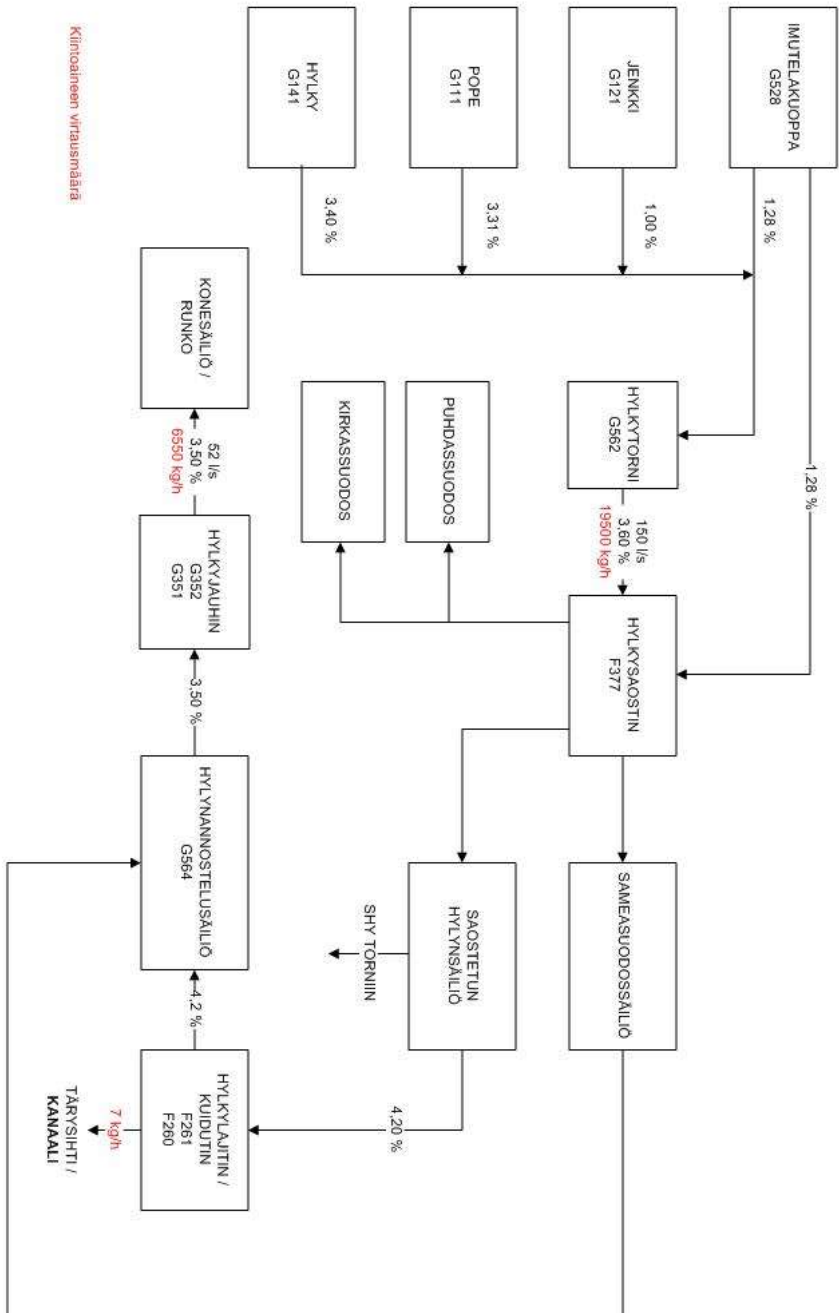 IMUTELAKUOPPA
G528
1,28 %
1,28 %
JENKKI
G121
1,00 %
POPE
G111
3,31 %
HYLKY
G141
3,40 %
HYLKYTORNI
G562
150 l/s
3,60 %
19500 kg/h
HYLKYSAOSTIN
F377
PUHDASSUODOS
KIRKASSUODOS
SAMEASUODOSSÄILIÖ
SAOSTETUN
HYLYNSÄILIÖ
SHY TORNIIN
4,20 %
HYLKYLAJITIN /
KUIDUTIN
F261
F260
7 kg/h
TÄRYSIHTI /
KANAALI
4,2 %
HYLYNANNOSTELUSÄILIÖ
G564
3,50 %
HYLKYJAUHIN
G352
G351
52 l/s
3,50 %
6550 kg/h
KONESÄILIÖ /
RUNKO
Kiintoaineen virtausmäärä